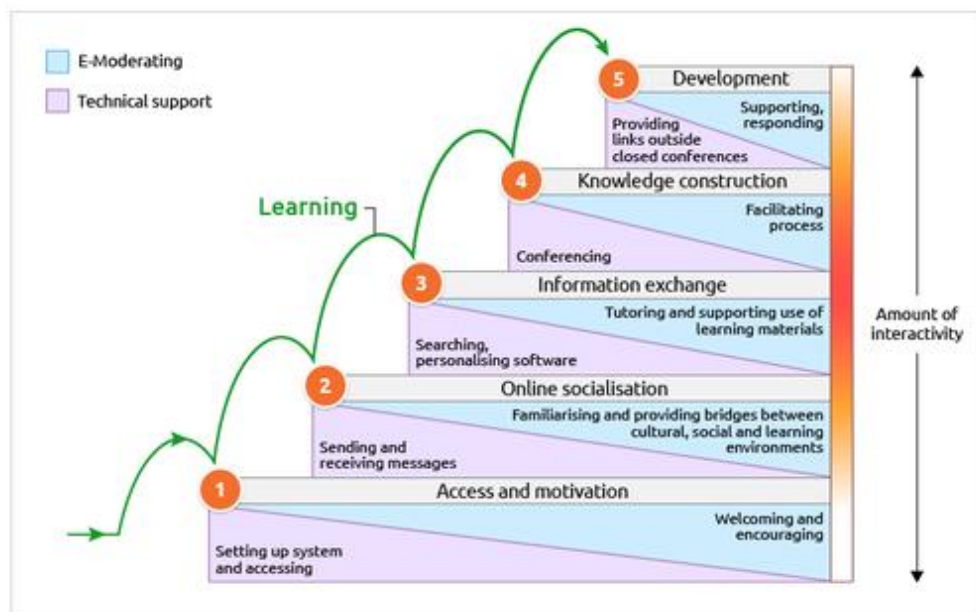 E-Moderating
Technical support
Learning
5
Development
Supporting,
responding
Providing
links outside
closed conferences
4
Knowledge construction
Facilitating
process
Conferencing
3
Information exchange
Tutoring and supporting use of
learning materials
Searching,
personalising software
2
Online socialisation
Familiarising and providing bridges between
cultural, social and learning
environments
Sending and
receiving messages
1
Access and motivation
Welcoming and
encouraging
Setting up system
and accessing
Amount of
interactivity